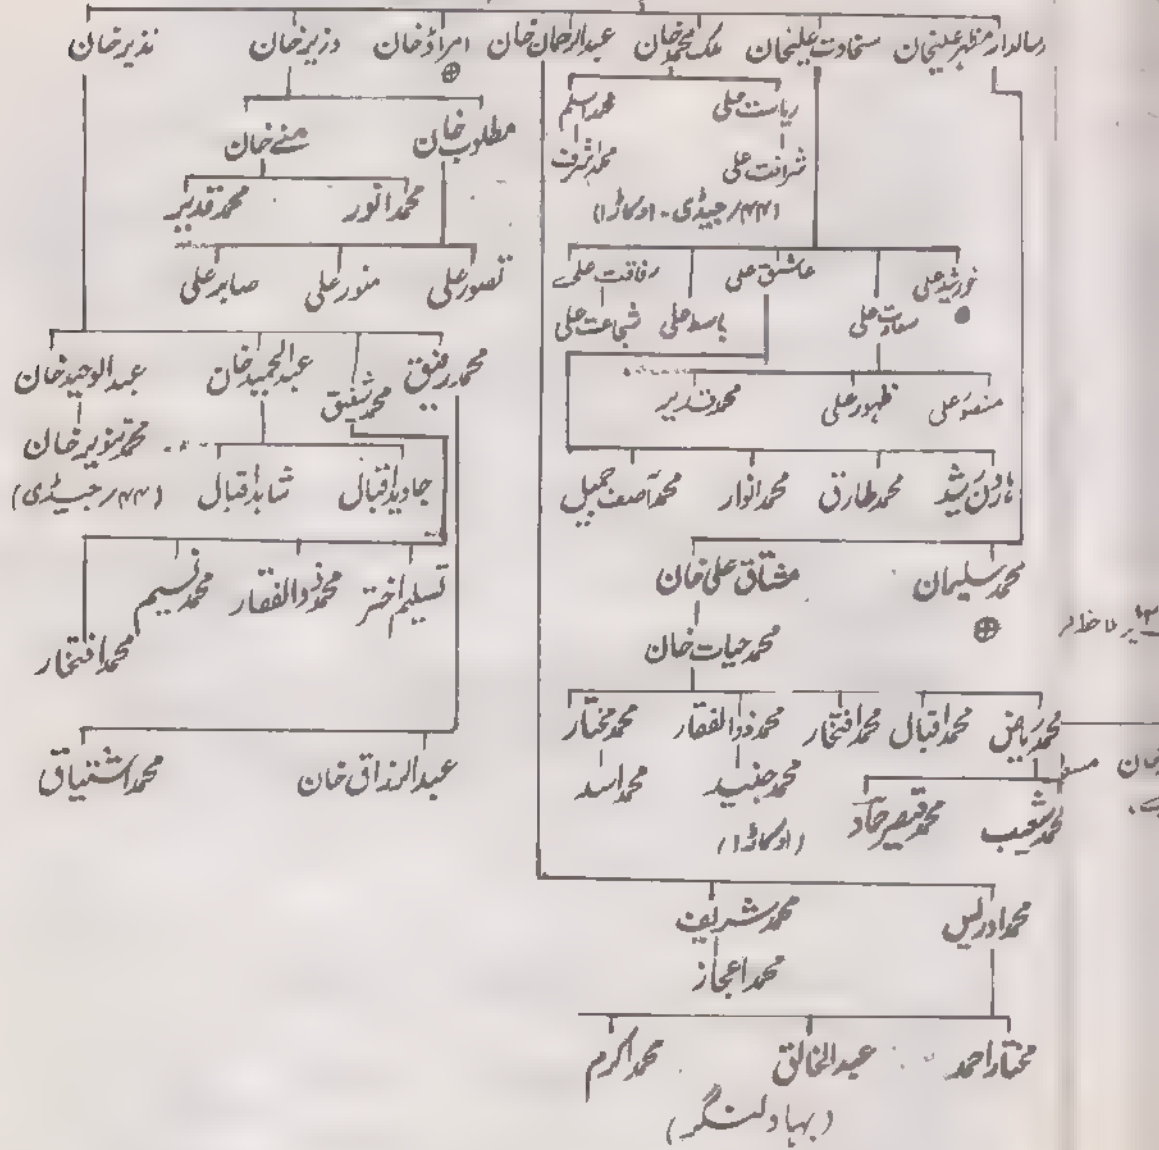 رسالدار مظہر علیخان سخاوت علیخان ملک محمد خان عبدالرحمان خان امراؤ خان وزیر خان نذیر خان
ریاست علی محمد اسلم
مطلوب خان منے خان
شرافت علی محمد اشرف
(۴۴/جیڈی - اوکاڑا)
محمد انور محمد قدیر
خورشید علی سعادت علی عاشق علی باسط علی رفاقت علی
شجاعت علی
تصور علی منور علی صابر علی
محمد رفیق محمد شفیق عبدالحمید خان عبدالوحید خان
منصور علی ظہور علی محمد قدیر
محمد تنویر خان
(۴۴/جیڈی)
جاوید اقبال شاہد اقبال
ہارون رشید محمد طارق محمد انوار محمد آصف جمیل
محمد سلیمان مشتاق علی خان
تسلیم اختر محمد ذوالفقار محمد نسیم محمد افتخار
محمد حیات خان
محمد ریاض محمد اقبال محمد افتخار محمد ذوالفقار محمد مختار
عبدالرزاق خان محمد اشتیاق
محمد شعیب محمد قیصر حماد محمد جنید محمد اسد
(اوکاڑا)
محمد ادریس محمد شریف
محمد اعجاز
مختار احمد عبدالخالق محمد اکرم
(بہاولنگر)